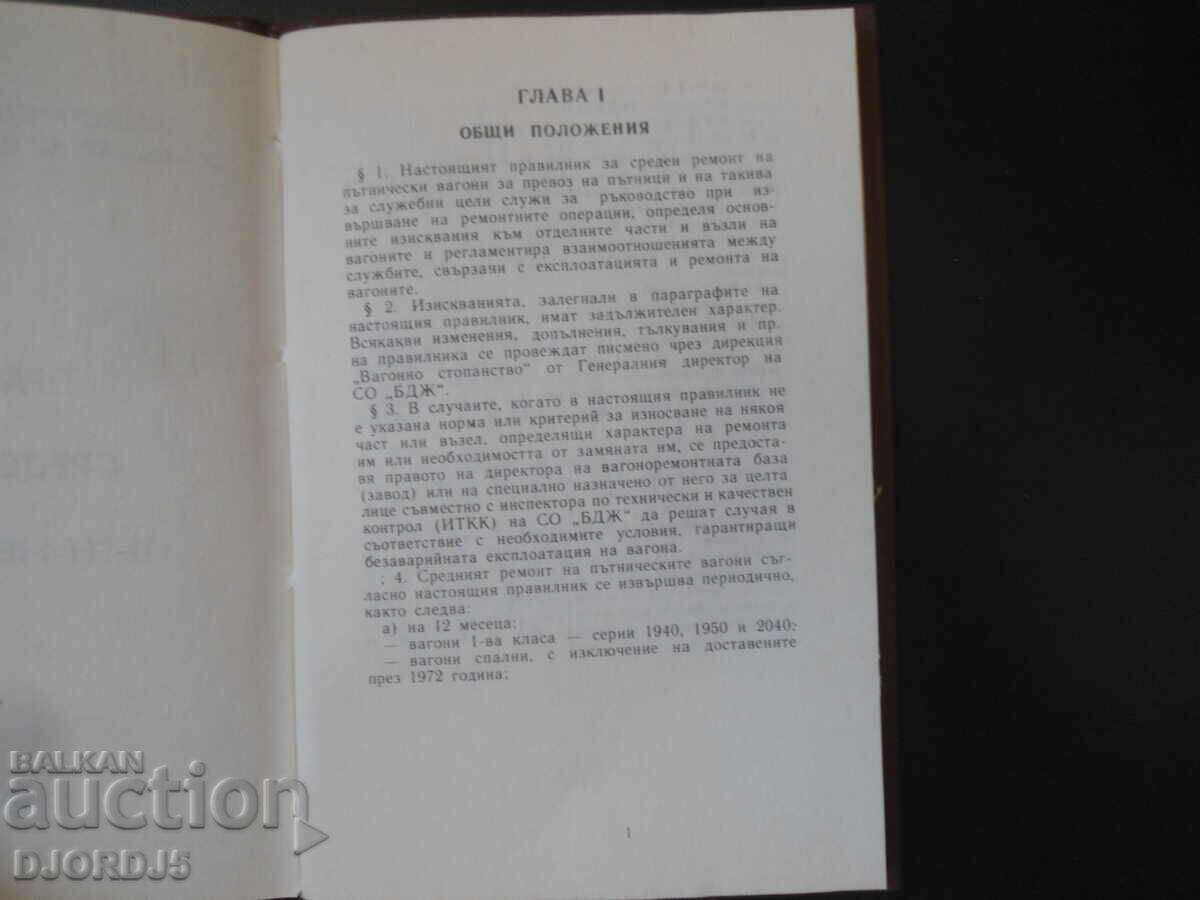 ГЛАВА I
ОБЩИ ПОЛОЖЕНИЯ
§ 1. Настоящият правилник за среден ремонт на
пътнически вагони за превоз на пътници и на такива
за служебни цели служи за ръководство при из-
вършване на ремонтните операции, определя основ-
ните изисквания към отделните части и възли на
вагоните и регламентира взаимоотношенията между
службите, свързани с експлоатацията и ремонта на
вагоните.
§ 2. Изискванията, залегнали в параграфите на
настоящия правилник, имат задължителен характер.
Всякакви изменения, допълнения, тълкувания и пр.
на правилника се провеждат писмено чрез дирекция
„Вагонно стопанство“ от Генералния директор на
СО „БДЖ“.
§ 3. В случаите, когато в настоящия правилник не
е указана норма или критерий за износване на някоя
част или възел, определящи характера на ремонта
им или необходимостта от замяната им, се предоста-
вя правото на директора на вагоноремонтната база
(завод) или на специално назначено от него за целта
лице съвместно с инспектора по технически и качествен
контрол (ИТКК) на СО „БДЖ“ да решат случая в
съответствие с необходимите условия, гарантиращи
безаварийната експлоатация на вагона.
; 4. Средният ремонт на пътническите вагони съг-
ласно настоящия правилник се извършва периодично,
както следва:
а) на 12 месеца:
— вагони 1-ва класа — серии 1940, 1950 и 2040;
— вагони спални, с изключение на доставените
през 1972 година;
1
BALKAN
auction
DJORDJ5